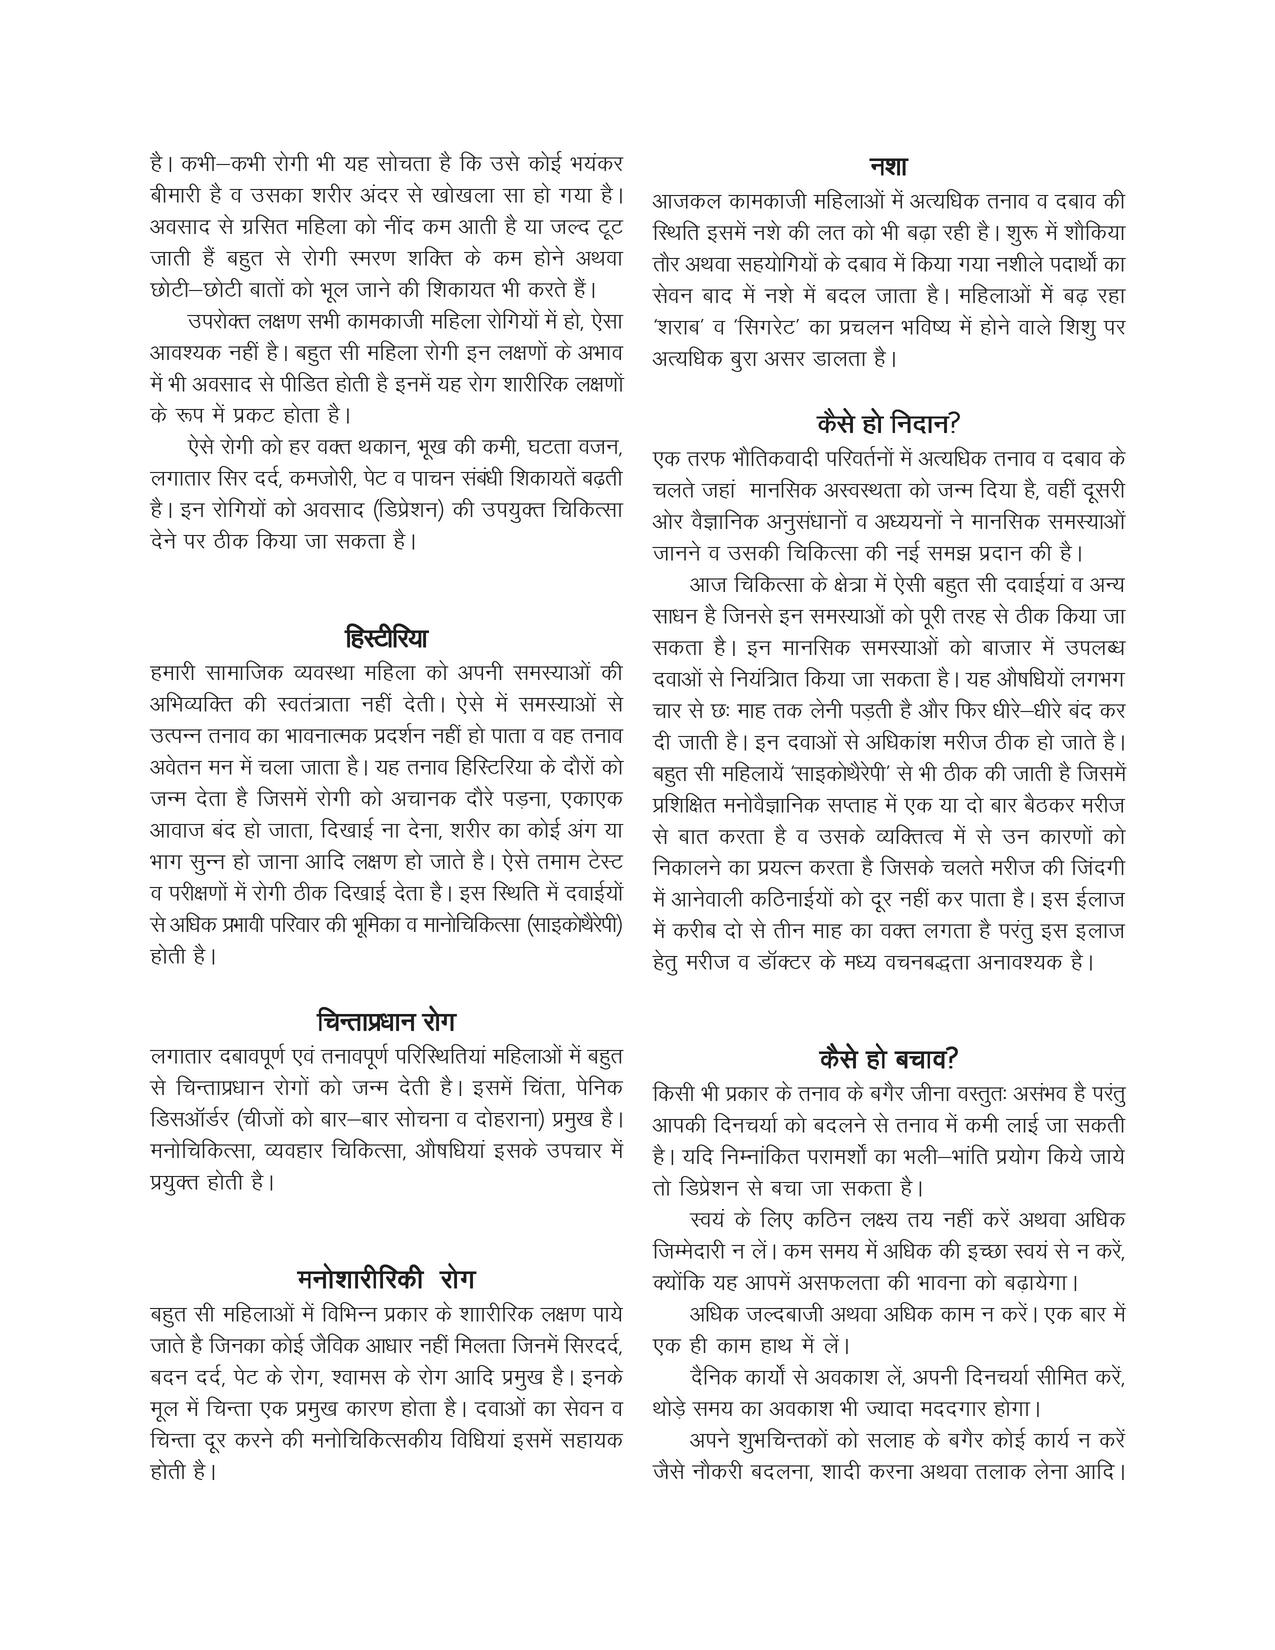 है। कभी–कभी रोगी भी यह सोचता है कि उसे कोई भयंकर
बीमारी है व उसका शरीर अंदर से खोखला सा हो गया है।
अवसाद से ग्रसित महिला को नींद कम आती है या जल्द टूट
जाती हैं बहुत से रोगी स्मरण शक्ति के कम होने अथवा
छोटी–छोटी बातों को भूल जाने की शिकायत भी करते हैं।
उपरोक्त लक्षण सभी कामकाजी महिला रोगियों में हो, ऐसा
आवश्यक नहीं है। बहुत सी महिला रोगी इन लक्षणों के अभाव
में भी अवसाद से पीडित होती है इनमें यह रोग शारीरिक लक्षणों
के रूप में प्रकट होता है।
ऐसे रोगी को हर वक्त थकान, भूख की कमी, घटता वजन,
लगातार सिर दर्द, कमजोरी, पेट व पाचन संबंधी शिकायतें बढ़ती
है। इन रोगियों को अवसाद (डिप्रेशन) की उपयुक्त चिकित्सा
देने पर ठीक किया जा सकता है।
हिस्टीरिया
हमारी सामाजिक व्यवस्था महिला को अपनी समस्याओं की
अभिव्यक्ति की स्वतंत्राता नहीं देती। ऐसे में समस्याओं से
उत्पन्न तनाव का भावनात्मक प्रदर्शन नहीं हो पाता व वह तनाव
अवेतन मन में चला जाता है। यह तनाव हिस्टिरिया के दौरों को
जन्म देता है जिसमें रोगी को अचानक दौरे पड़ना, एकाएक
आवाज बंद हो जाता, दिखाई ना देना, शरीर का कोई अंग या
भाग सुन्न हो जाना आदि लक्षण हो जाते है। ऐसे तमाम टेस्ट
व परीक्षणों में रोगी ठीक दिखाई देता है। इस स्थिति में दवाईयों
से अधिक प्रभावी परिवार की भूमिका व मानोचिकित्सा (साइकोथैरेपी)
होती है।
चिन्ताप्रधान रोग
लगातार दबावपूर्ण एवं तनावपूर्ण परिस्थितियां महिलाओं में बहुत
से चिन्ताप्रधान रोगों को जन्म देती है। इसमें चिंता, पेनिक
डिसऑर्डर (चीजों को बार–बार सोचना व दोहराना) प्रमुख है।
मनोचिकित्सा, व्यवहार चिकित्सा, औषधियां इसके उपचार में
प्रयुक्त होती है।
मनोशारीरिकी रोग
बहुत सी महिलाओं में विभिन्न प्रकार के शाारीरिक लक्षण पाये
जाते है जिनका कोई जैविक आधार नहीं मिलता जिनमें सिरदर्द,
बदन दर्द, पेट के रोग, श्वामस के रोग आदि प्रमुख है। इनके
मूल में चिन्ता एक प्रमुख कारण होता है। दवाओं का सेवन व
चिन्ता दूर करने की मनोचिकित्सकीय विधियां इसमें सहायक
होती है।
नशा
आजकल कामकाजी महिलाओं में अत्यधिक तनाव व दबाव की
स्थिति इसमें नशे की लत को भी बढ़ा रही है। शुरू में शौकिया
तौर अथवा सहयोगियों के दबाव में किया गया नशीले पदार्थों का
सेवन बाद में नशे में बदल जाता है। महिलाओं में बढ़ रहा
'शराब' व 'सिगरेट' का प्रचलन भविष्य में होने वाले शिशु पर
अत्यधिक बुरा असर डालता है।
कैसे हो निदान?
एक तरफ भौतिकवादी परिवर्तनों में अत्यधिक तनाव व दबाव के
चलते जहां मानसिक अस्वस्थता को जन्म दिया है, वहीं दूसरी
ओर वैज्ञानिक अनुसंधानों व अध्ययनों ने मानसिक समस्याओं
जानने व उसकी चिकित्सा की नई समझ प्रदान की है।
आज चिकित्सा के क्षेत्रा में ऐसी बहुत सी दवाईयां व अन्य
साधन है जिनसे इन समस्याओं को पूरी तरह से ठीक किया जा
सकता है। इन मानसिक समस्याओं को बाजार में उपलब्ध
दवाओं से नियंत्रिात किया जा सकता है। यह औषधियों लगभग
चार से छः माह तक लेनी पड़ती है और फिर धीरे–धीरे बंद कर
दी जाती है। इन दवाओं से अधिकांश मरीज ठीक हो जाते है।
बहुत सी महिलायें 'साइकोथैरेपी' से भी ठीक की जाती है जिसमें
प्रशिक्षित मनोवैज्ञानिक सप्ताह में एक या दो बार बैठकर मरीज
से बात करता है व उसके व्यक्तित्व में से उन कारणों को
निकालने का प्रयत्न करता है जिसके चलते मरीज की जिंदगी
में आनेवाली कठिनाईयों को दूर नहीं कर पाता है। इस ईलाज
में करीब दो से तीन माह का वक्त लगता है परंतु इस इलाज
हेतु मरीज व डॉक्टर के मध्य वचनबद्धता अनावश्यक है।
कैसे हो बचाव?
किसी भी प्रकार के तनाव के बगैर जीना वस्तुतः असंभव है परंतु
आपकी दिनचर्या को बदलने से तनाव में कमी लाई जा सकती
है। यदि निम्नांकित परामर्शों का भली–भांति प्रयोग किये जाये
तो डिप्रेशन से बचा जा सकता है।
स्वयं के लिए कठिन लक्ष्य तय नहीं करें अथवा अधिक
जिम्मेदारी न लें। कम समय में अधिक की इच्छा स्वयं से न करें,
क्योंकि यह आपमें असफलता की भावना को बढ़ायेगा।
अधिक जल्दबाजी अथवा अधिक काम न करें। एक बार में
एक ही काम हाथ में लें।
दैनिक कार्यों से अवकाश लें, अपनी दिनचर्या सीमित करें,
थोड़े समय का अवकाश भी ज्यादा मददगार होगा।
अपने शुभचिन्तकों को सलाह के बगैर कोई कार्य न करें
जैसे नौकरी बदलना, शादी करना अथवा तलाक लेना आदि।